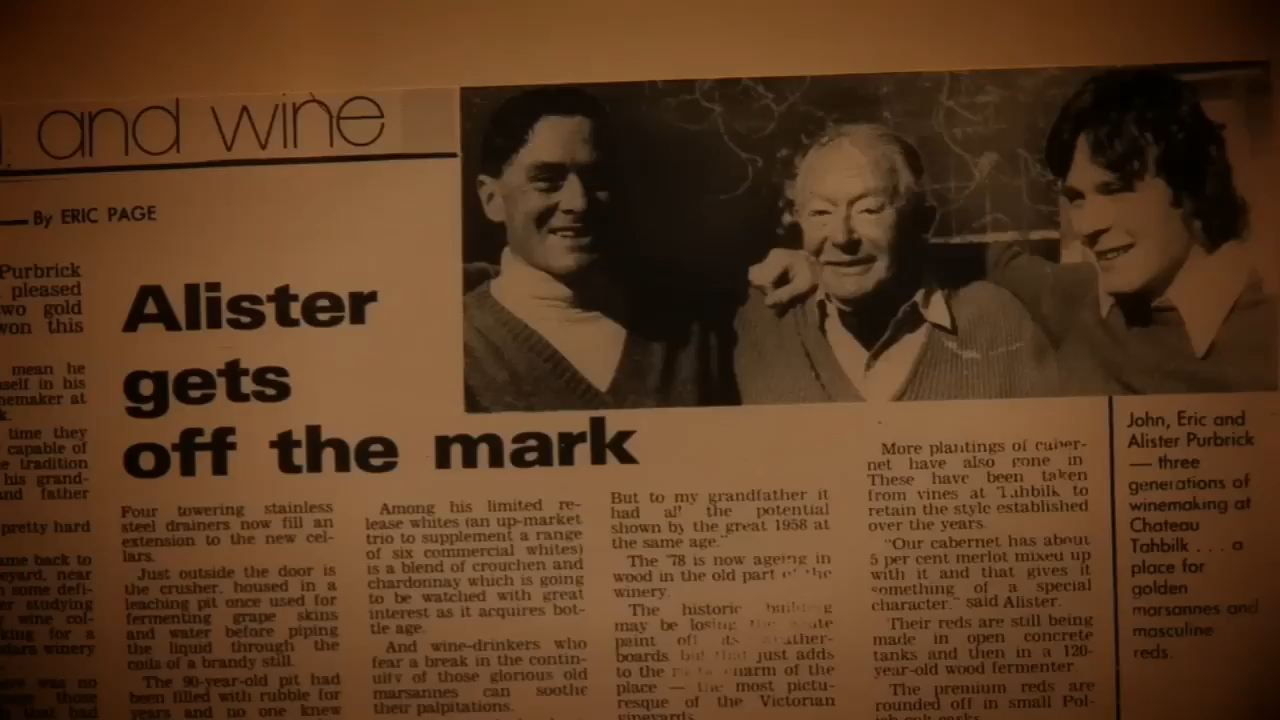 and wine
By ERIC PAGE
Purbrick
pleased
two gold
won this
mean he
himself in his
winemaker at
time they
capable of
tradition
his grand-
and father
pretty hard
came back to
near
some defi-
studying
wine col-
for a
winery
was no
those
that had
Alister
gets
off the mark
Four towering stainless
steel drainers now fill an
extension to the new cel-
lars.
Just outside the door is
the crusher, housed in a
leaching pit once used for
fermenting grape skins
and water before piping
the liquid through the
coils of a brandy still.
The 90-year-old pit had
been filled with rubble for
years and no one knew
Among his limited re-
lease whites (an up-market
trio to supplement a range
of six commercial whites)
is a blend of crouchen and
chardonnay which is going
to be watched with great
interest as it acquires bot-
tle age.
And wine-drinkers who
fear a break in the contin-
uity of those glorious old
marsannes can soothe
their palpitations.
But to my grandfather it
had all the potential
shown by the great 1958 at
the same age."
The '78 is now ageing in
wood in the old part of the
winery.
The historic building
may be losing the white
paint off its weather-
boards but that just adds
to the charm of the
place — the most pictu-
resque of the Victorian
vineyards.
More plantings of caber-
net have also gone in.
These have been taken
from vines at Tahbilk to
retain the style established
over the years.
"Our cabernet has about
5 per cent merlot mixed up
with it and that gives it
something of a special
character," said Alister.
Their reds are still being
made in open concrete
tanks and then in a 120-
year-old wood fermenter.
The premium reds are
rounded off in small Pol-
ish oak casks
John, Eric and
Alister Purbrick
— three
generations of
winemaking at
Chateau
Tahbilk . . . a
place for
golden
marsannes and
masculine
reds.